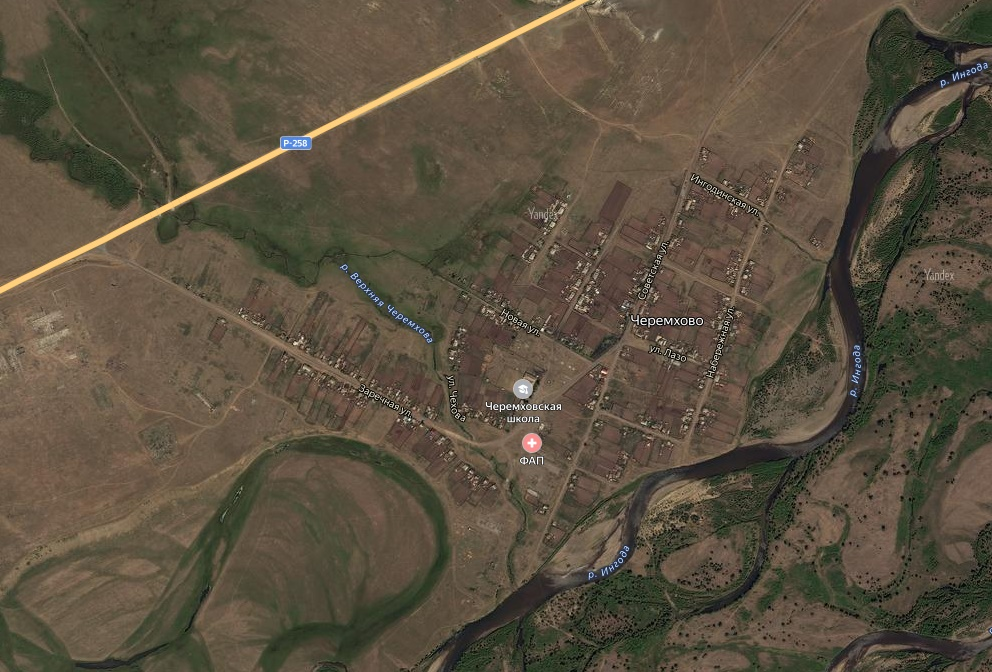 р. Ингода
Р-258
Ингодинская ул.
Yandex
Советская ул.
Yandex
р. Верхняя Черемхова
Новая ул.
Черемхово
Набережная ул.
ул. Лазо
р. Ингода
ул. Чехова
Заречная ул.
Черемховская
школа
ФАП
р. Ингода